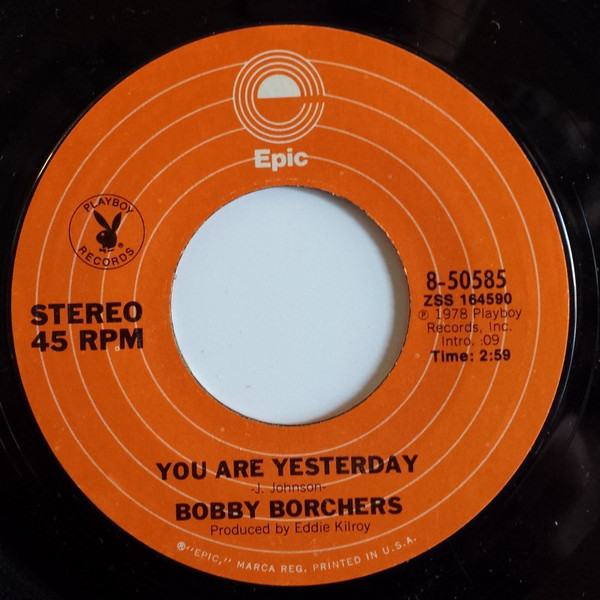 Epic
PLAYBOY
RECORDS
®
STEREO
45 RPM
8-50585
ZSS 164590
℗ 1978 Playboy
Records, Inc.
Intro. :09
Time: 2:59
YOU ARE YESTERDAY
-J. Johnson-
BOBBY BORCHERS
Produced by Eddie Kilroy
®"EPIC," MARCA REG. PRINTED IN U.S.A.